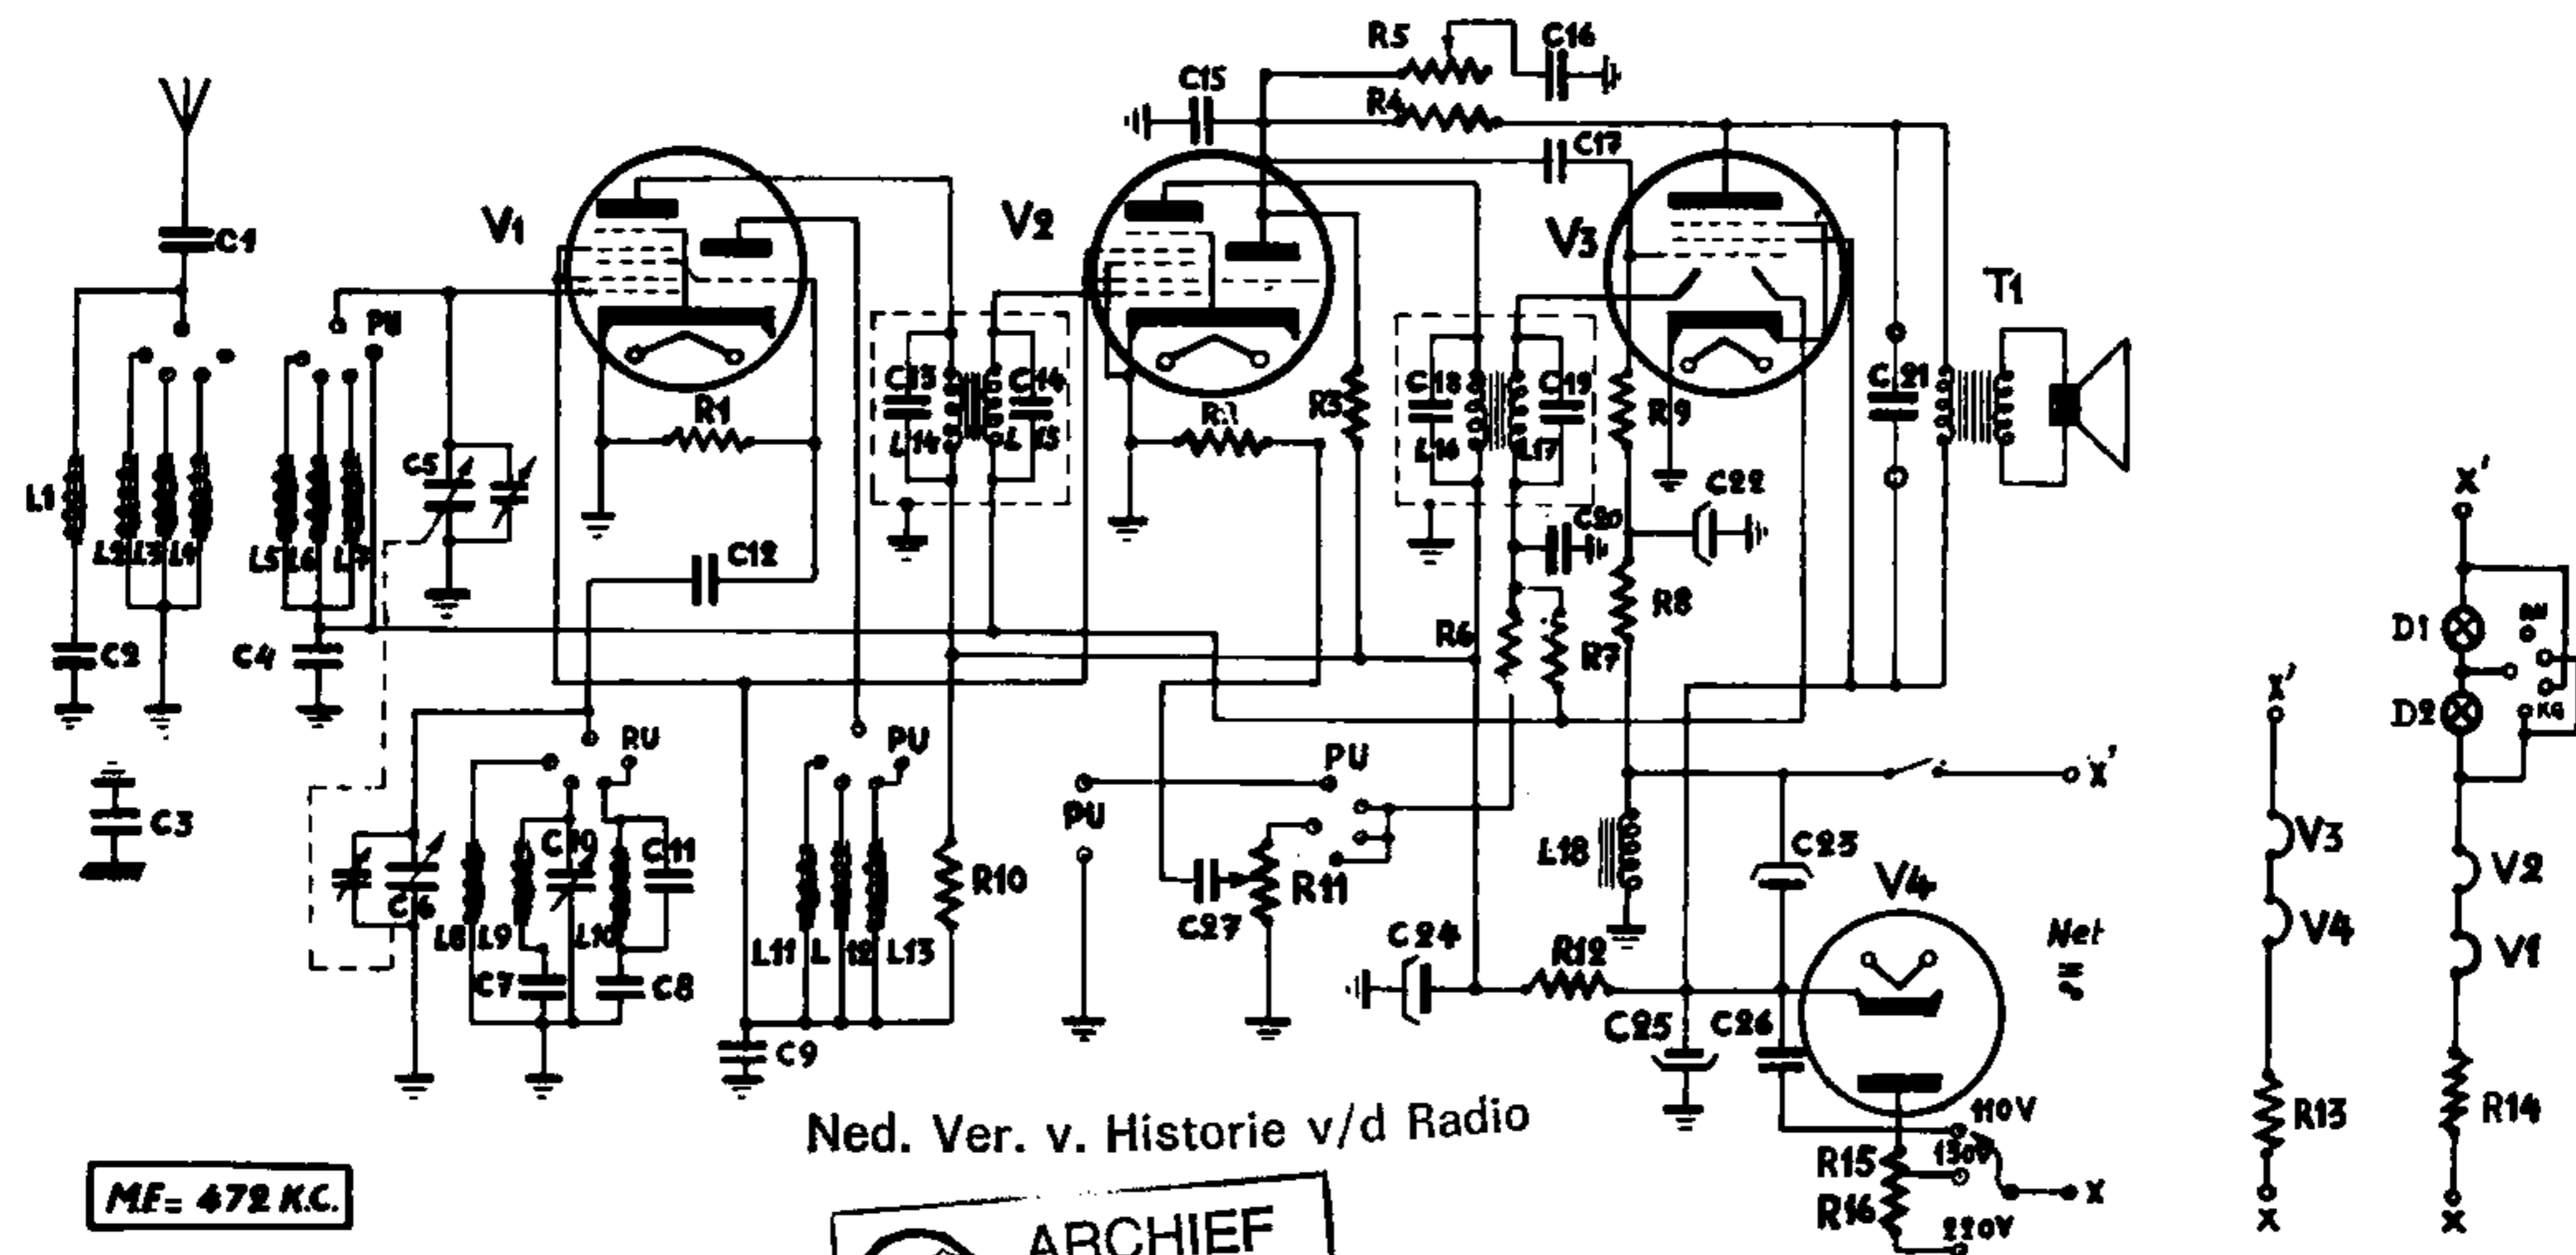 R5
C16
C15
R4
C17
V1
V2
V3
C1
T1
PU
C13
C14
R1
R3
C18
C19
R9
C21
L14
L15
L16
L17
C5
L1
C22
X'
C20
L2 L3 L4
L5 L6 L7
C12
R8
D1
PU
C2
C4
R6
R7
X'
D2
KG
PU
PU
PU
PU
X'
C3
C10
C11
L18
C23
V3
V4
V2
C6
R10
R11
C27
L8 L9
L10
C24
R12
Net
V4
V1
L11 L12 L13
C7
C8
C25
C26
C9
110V
R13
R14
Ned. Ver. v. Historie v/d Radio
R15
130V
M.F. = 472 K.C.
R16
X
X
X
220V
ARCHIEF